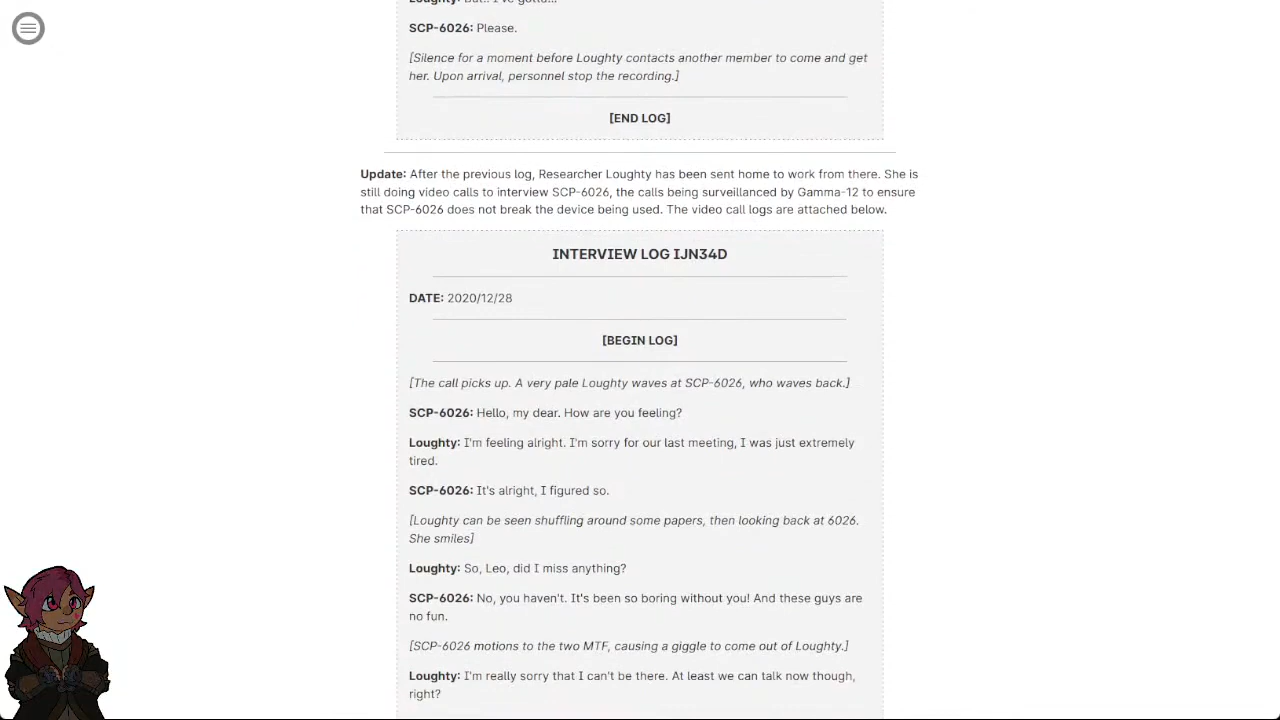 SCP-6026: Please.
[Silence for a moment before Loughty contacts another member to come and get
her. Upon arrival, personnel stop the recording.]
[END LOG]
Update: After the previous log, Researcher Loughty has been sent home to work from there. She is
still doing video calls to interview SCP-6026, the calls being surveillanced by Gamma-12 to ensure
that SCP-6026 does not break the device being used. The video call logs are attached below.
INTERVIEW LOG IJN34D
DATE: 2020/12/28
[BEGIN LOG]
[The call picks up. A very pale Loughty waves at SCP-6026, who waves back.]
SCP-6026: Hello, my dear. How are you feeling?
Loughty: I'm feeling alright. I'm sorry for our last meeting, I was just extremely
tired.
SCP-6026: It's alright, I figured so.
[Loughty can be seen shuffling around some papers, then looking back at 6026.
She smiles]
Loughty: So, Leo, did I miss anything?
SCP-6026: No, you haven't. It's been so boring without you! And these guys are
no fun.
[SCP-6026 motions to the two MTF, causing a giggle to come out of Loughty.]
Loughty: I'm really sorry that I can't be there. At least we can talk now though,
right?